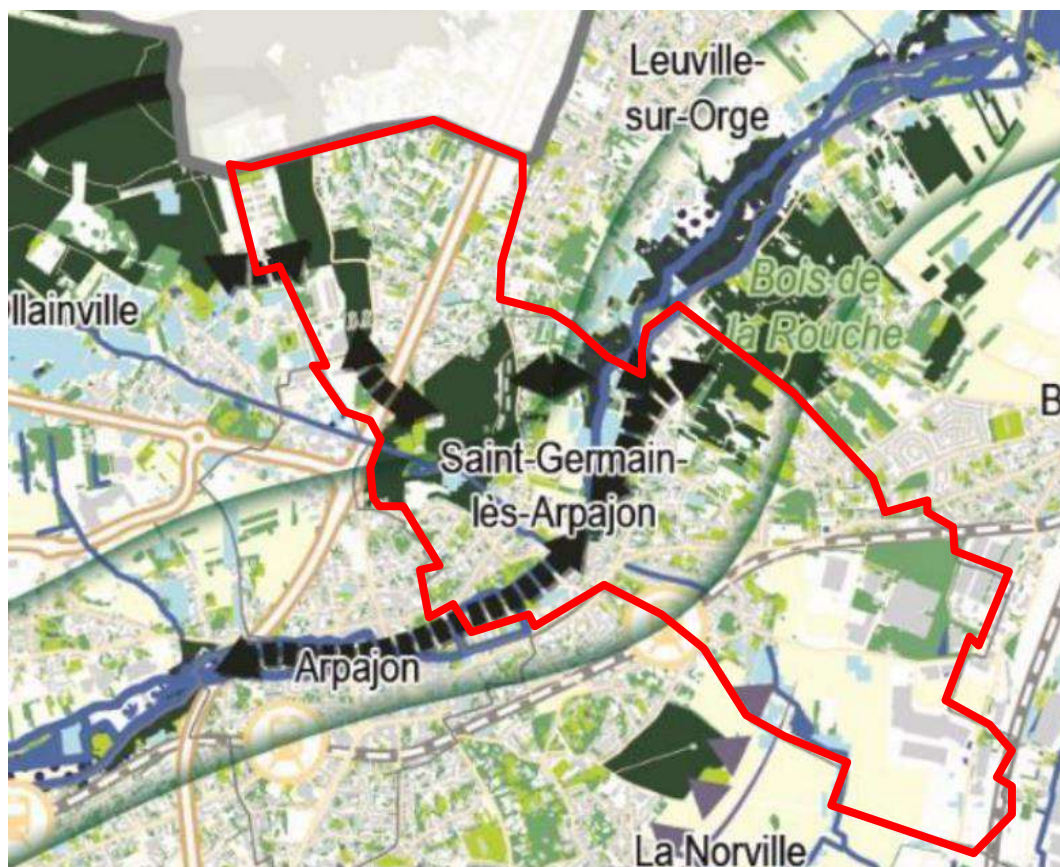 Leuville-
sur-Orge
Bois de
la Rouche
llainville
B
Saint-Germain-
lès-Arpajon
Arpajon
La Norville